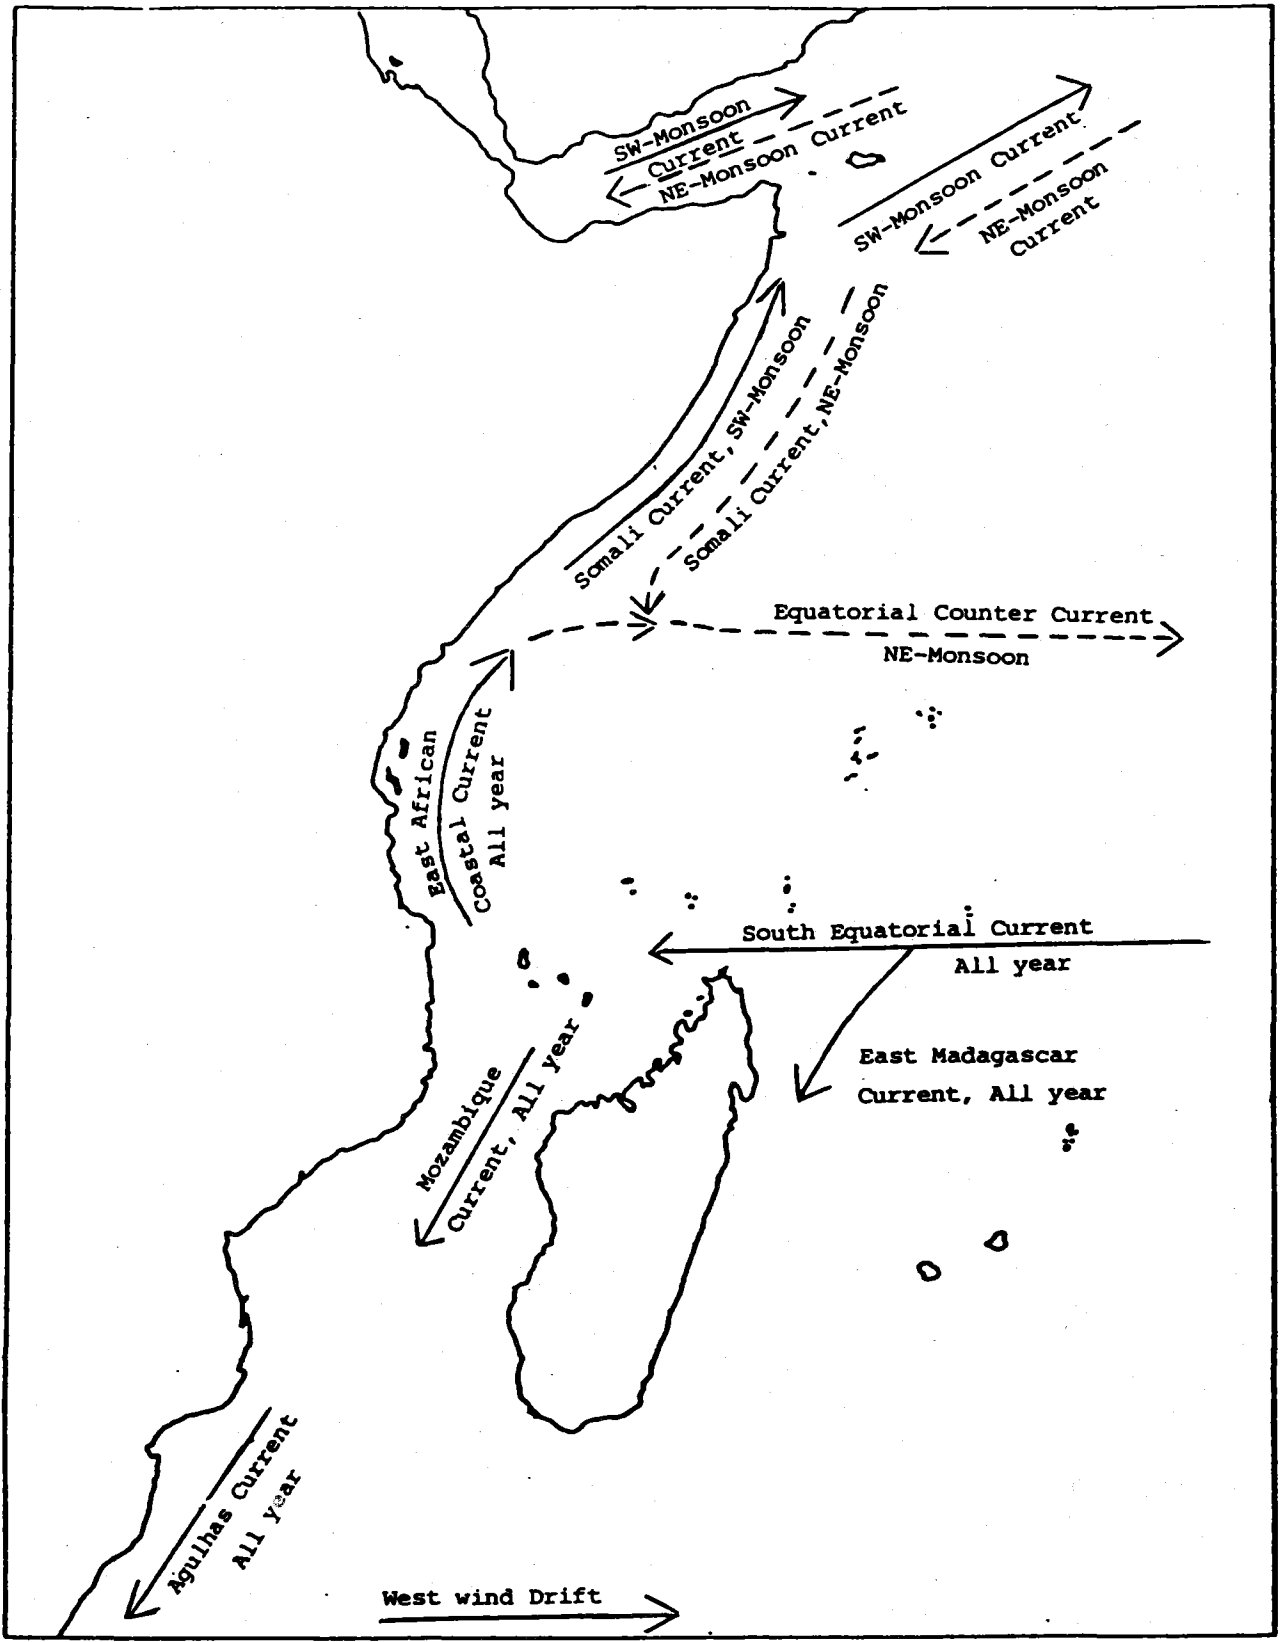 SW-Monsoon
Current
NE-Monsoon Current
SW-Monsoon Current
NE-Monsoon
Current
Somali Current, SW-Monsoon
Somali Current, NE-Monsoon
Equatorial Counter Current
NE-Monsoon
East African
Coastal Current
All year
South Equatorial Current
All year
East Madagascar
Current, All year
Mozambique
Current, All year
Agulhas Current
All year
West wind Drift